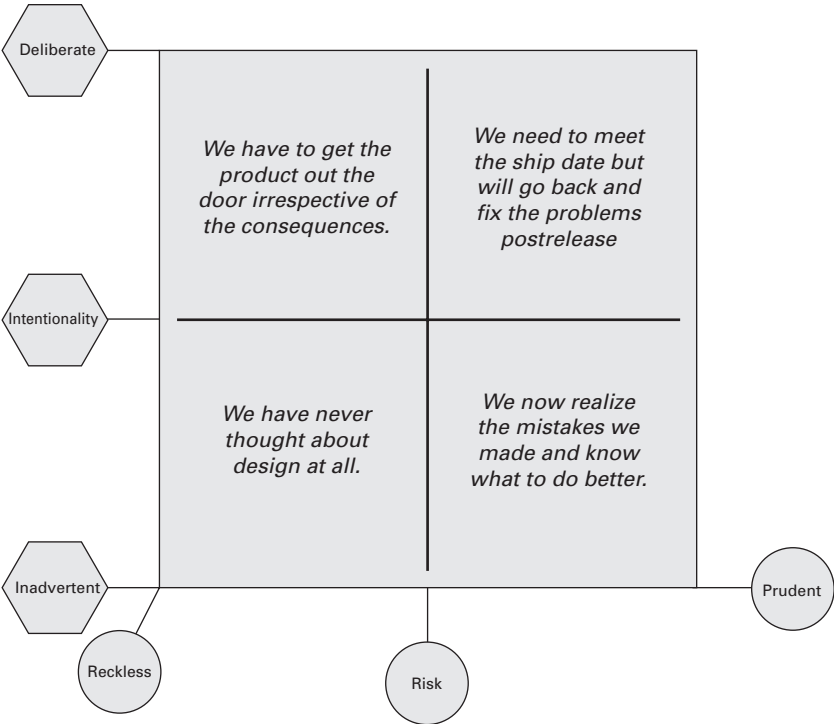 Deliberate
We have to get the
product out the
door irrespective of
the consequences.
We need to meet
the ship date but
will go back and
fix the problems
postrelease
Intentionality
We have never
thought about
design at all.
We now realize
the mistakes we
made and know
what to do better.
Inadvertent
Prudent
Reckless
Risk